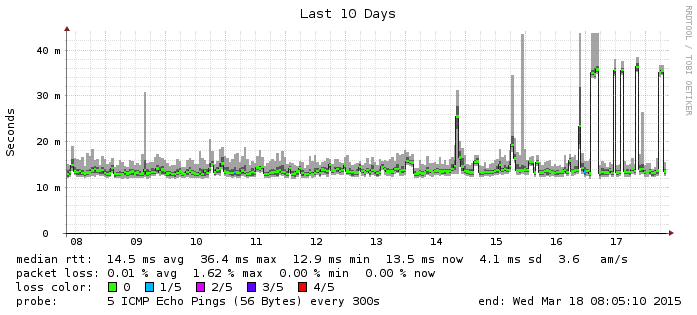 Last 10 Days
RRDTOOL / TOBI OETIKER
Seconds
40 m
30 m
20 m
10 m
0
08 09 10 11 12 13 14 15 16 17
median rtt: 14.5 ms avg 36.4 ms max 12.9 ms min 13.5 ms now 4.1 ms sd 3.6 am/s
packet loss: 0.01 % avg 1.62 % max 0.00 % min 0.00 % now
loss color: 0 1/5 2/5 3/5 4/5
probe: 5 ICMP Echo Pings (56 Bytes) every 300s end: Wed Mar 18 08:05:10 2015